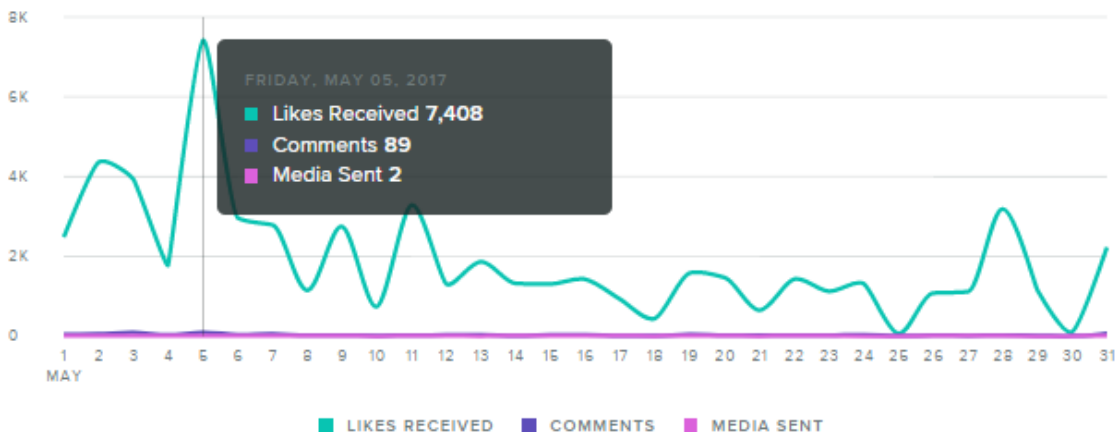 8K
6K
4K
2K
0
FRIDAY, MAY 05, 2017
Likes Received 7,408
Comments 89
Media Sent 2
1 2 3 4 5 6 7 8 9 10 11 12 13 14 15 16 17 18 19 20 21 22 23 24 25 26 27 28 29 30 31
MAY
LIKES RECEIVED COMMENTS MEDIA SENT